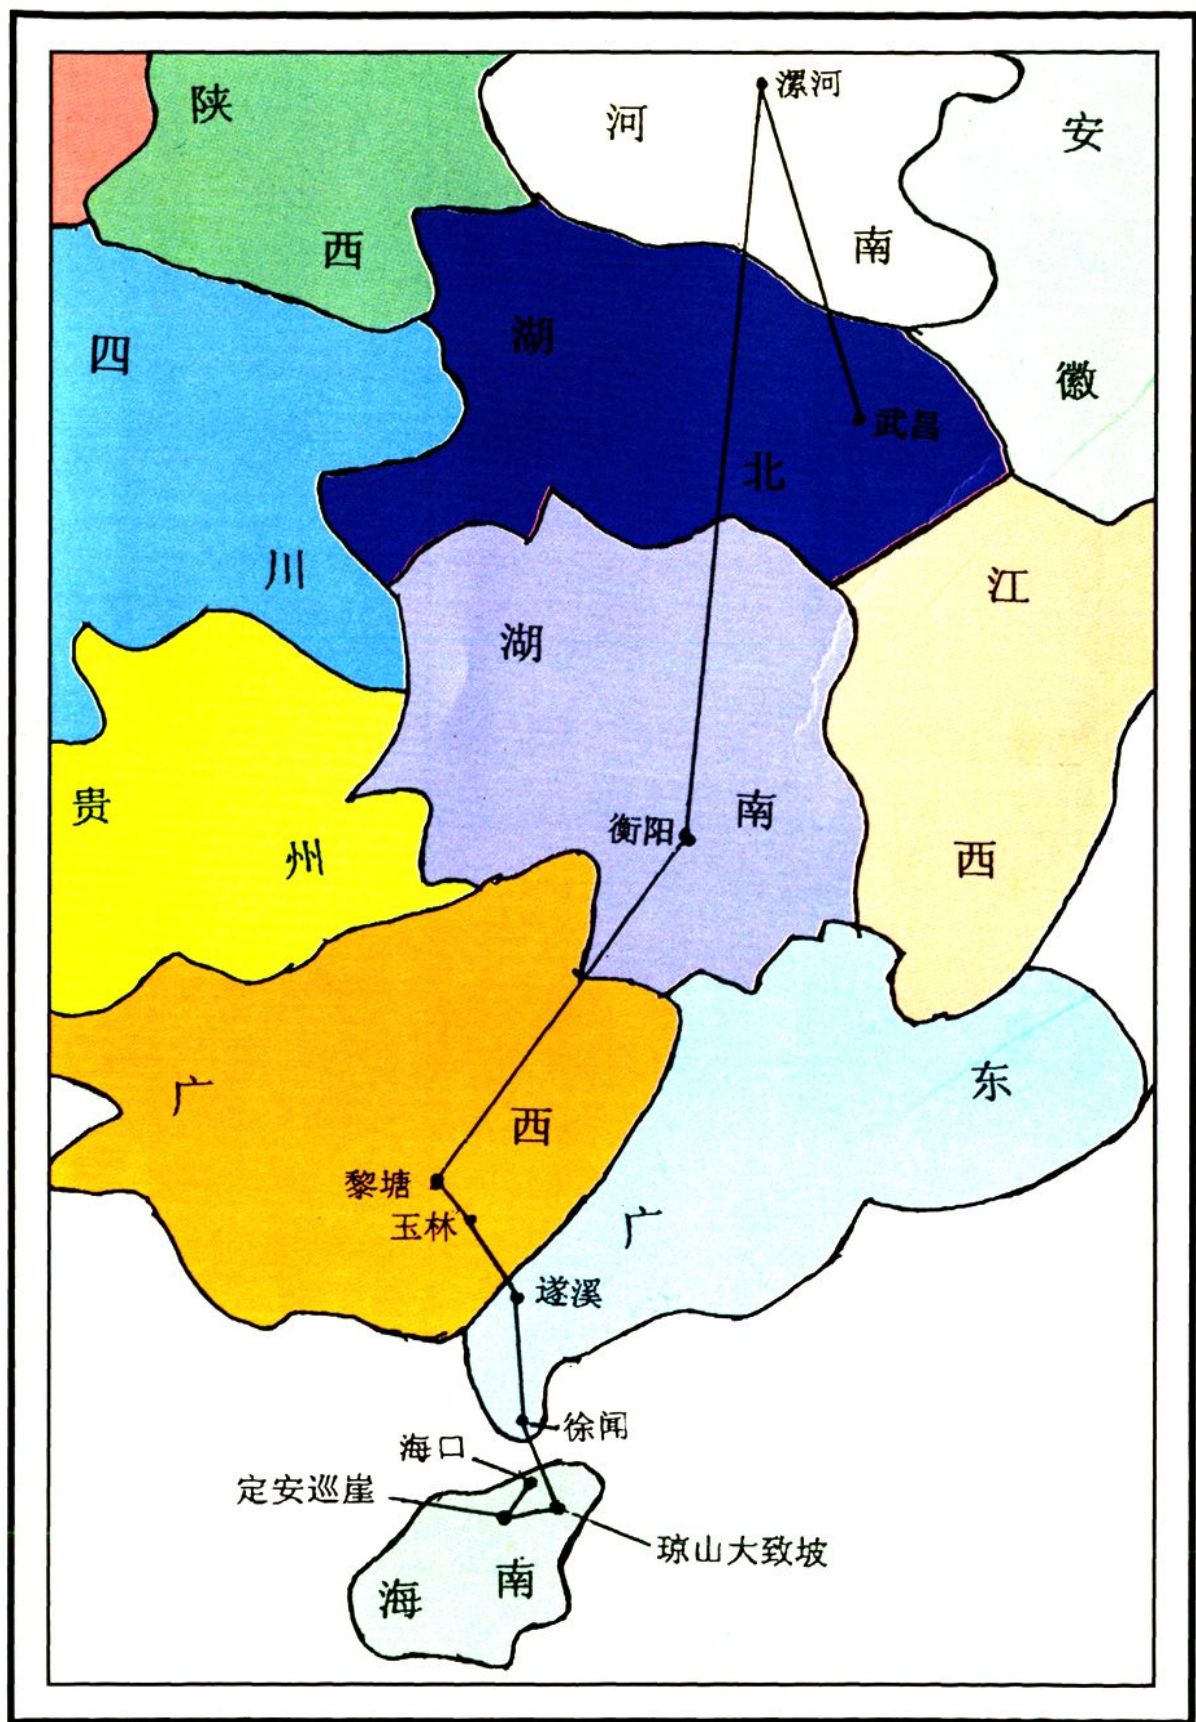 陕西
河南
漯河
安徽
四川
湖北
武昌
湖南
衡阳
江西
贵州
广西
黎塘
玉林
广东
遂溪
徐闻
海口
定安巡崖
琼山大致坡
海南